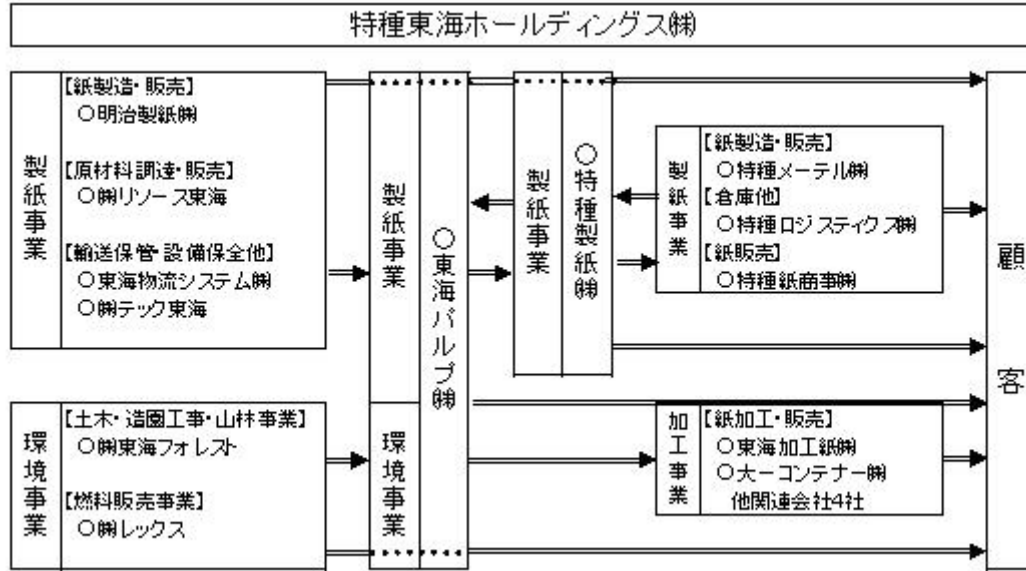 特種東海ホールディングス㈱
製紙事業
【紙製造・販売】
○明治製紙㈱
【原材料調達・販売】
○㈱リソース東海
【輸送保管・設備保全他】
○東海物流システム㈱
○㈱テック東海
環境事業
【土木・造園工事・山林事業】
○㈱東海フォレスト
【燃料販売事業】
○㈱レックス
製紙事業
環境事業
○東海パルプ㈱
製紙事業
○特種製紙㈱
製紙事業
【紙製造・販売】
○特種メーテル㈱
【倉庫他】
○特種ロジスティクス㈱
【紙販売】
○特種紙商事㈱
加工事業
【紙加工・販売】
○東海加工紙㈱
○大一コンテナー㈱
他関連会社4社
顧客